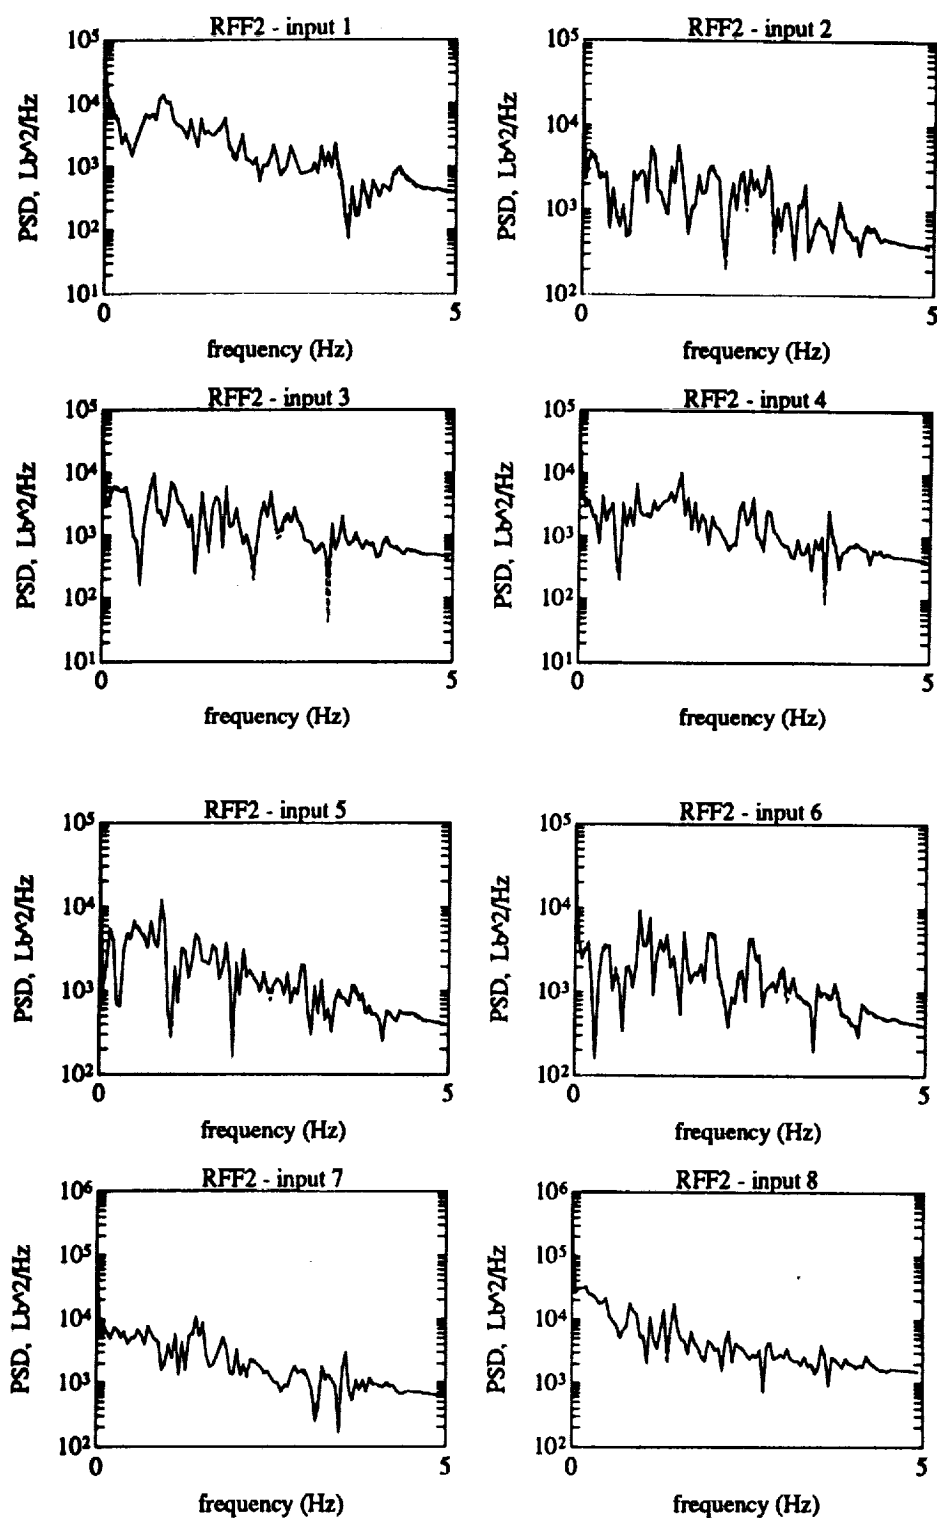 RFF2 - input 1
RFF2 - input 2
10⁵
10⁴
10³
10²
10¹
PSD, Lb^2/Hz
0
5
frequency (Hz)
10⁵
10⁴
10³
10²
PSD, Lb^2/Hz
0
5
frequency (Hz)
RFF2 - input 3
RFF2 - input 4
10⁵
10⁴
10³
10²
10¹
PSD, Lb^2/Hz
0
5
frequency (Hz)
10⁵
10⁴
10³
10²
10¹
PSD, Lb^2/Hz
0
5
frequency (Hz)
RFF2 - input 5
RFF2 - input 6
10⁵
10⁴
10³
10²
PSD, Lb^2/Hz
0
5
frequency (Hz)
10⁵
10⁴
10³
10²
PSD, Lb^2/Hz
0
5
frequency (Hz)
RFF2 - input 7
RFF2 - input 8
10⁶
10⁵
10⁴
10³
10²
PSD, Lb^2/Hz
0
5
frequency (Hz)
10⁶
10⁵
10⁴
10³
10²
PSD, Lb^2/Hz
0
5
frequency (Hz)